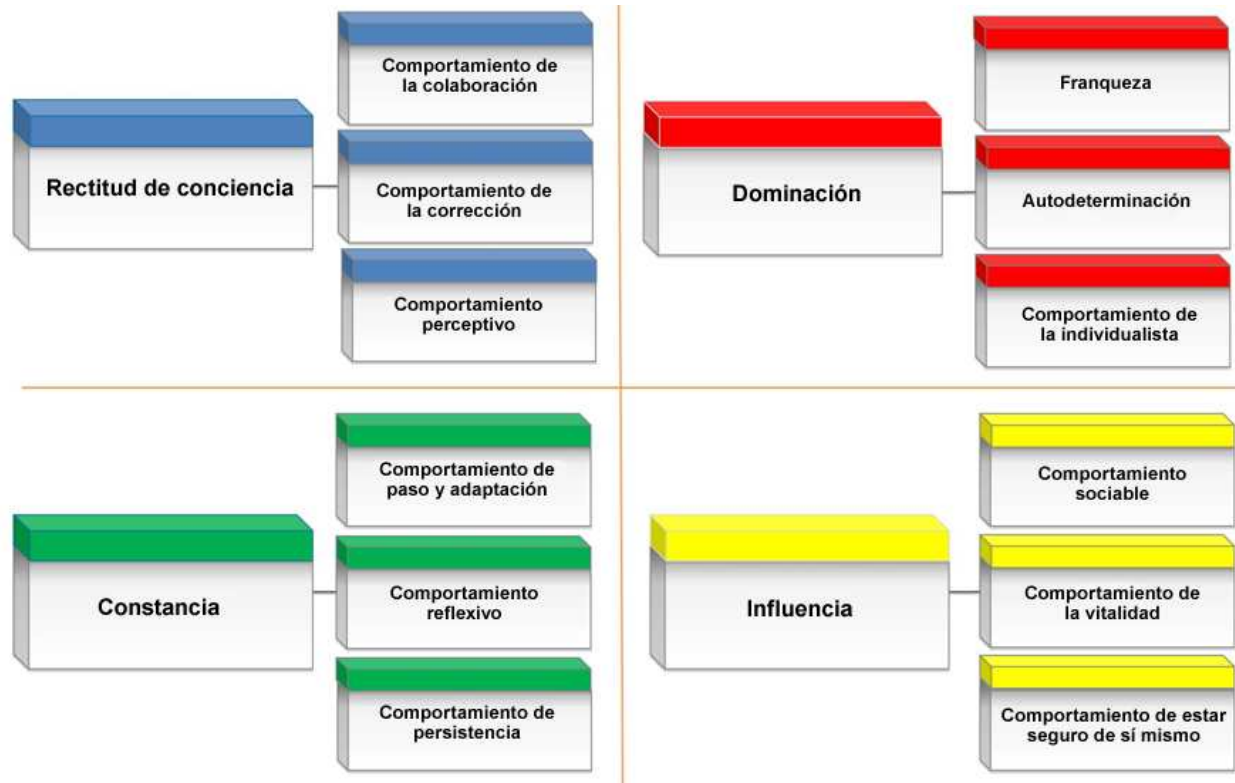 Rectitud de conciencia
Comportamiento de
la colaboración
Comportamiento de
la corrección
Comportamiento
perceptivo
Dominación
Franqueza
Autodeterminación
Comportamiento de
la individualista
Constancia
Comportamiento de
paso y adaptación
Comportamiento
reflexivo
Comportamiento de
persistencia
Influencia
Comportamiento
sociable
Comportamiento de
la vitalidad
Comportamiento de estar
seguro de sí mismo